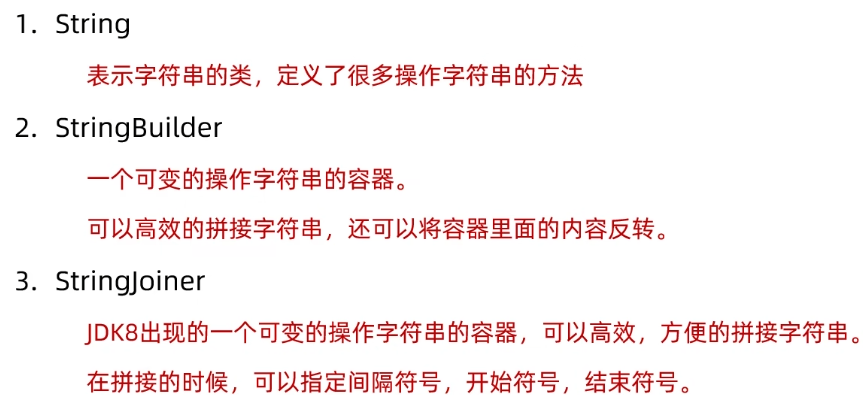 1. String
表示字符串的类，定义了很多操作字符串的方法
2. StringBuilder
一个可变的操作字符串的容器。
可以高效的拼接字符串，还可以将容器里面的内容反转。
3. StringJoiner
JDK8出现的一个可变的操作字符串的容器，可以高效，方便的拼接字符串。
在拼接的时候，可以指定间隔符号，开始符号，结束符号。